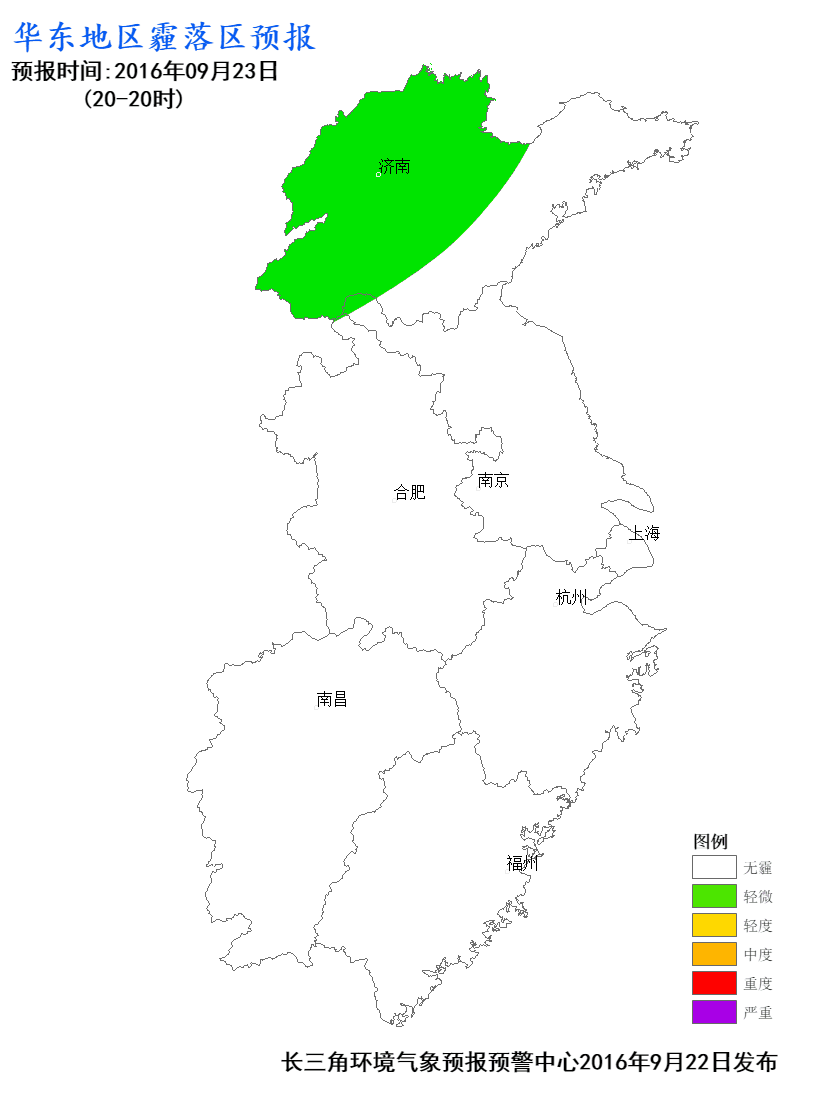 华东地区霾落区预报
预报时间:2016年09月23日
(20-20时)
济南
南京
合肥
上海
杭州
南昌
福州
图例
无霾
轻微
轻度
中度
重度
严重
长三角环境气象预报预警中心2016年9月22日发布